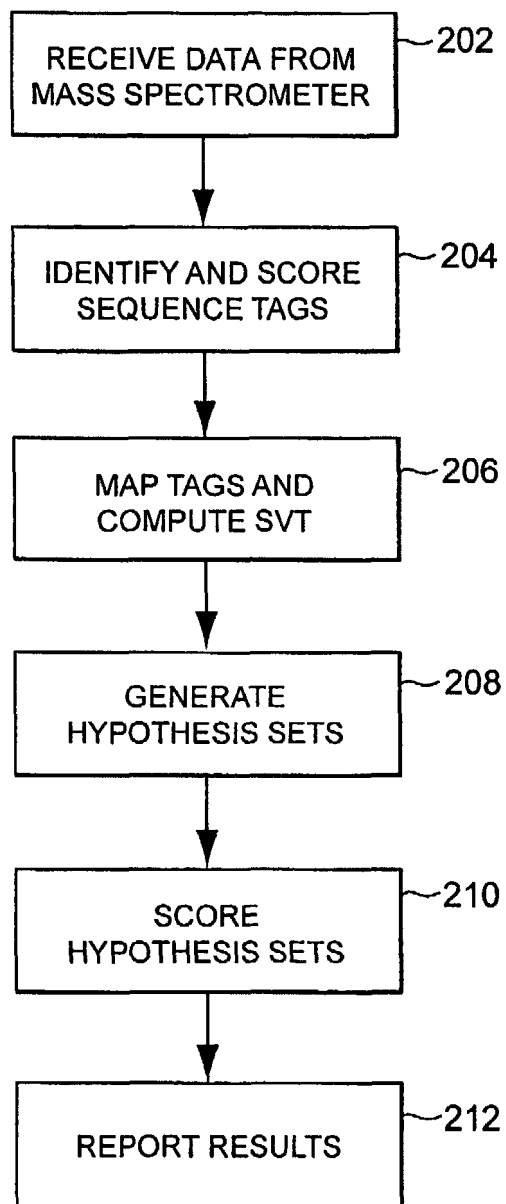 RECEIVE DATA FROM
MASS SPECTROMETER
202
IDENTIFY AND SCORE
SEQUENCE TAGS
204
MAP TAGS AND
COMPUTE SVT
206
GENERATE
HYPOTHESIS SETS
208
SCORE
HYPOTHESIS SETS
210
REPORT RESULTS
212